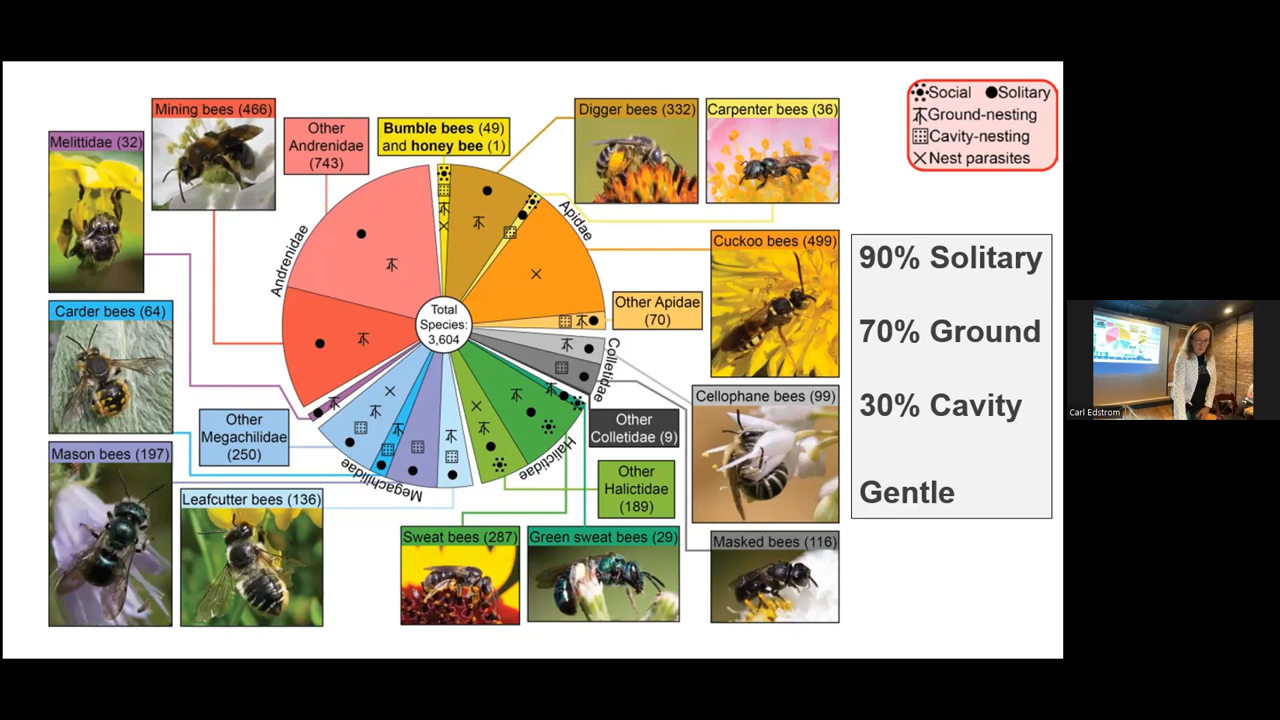 Mining bees (466)
Melittidae (32)
Other
Andrenidae
(743)
Bumble bees (49)
and honey bee (1)
Digger bees (332)
Carpenter bees (36)
Social Solitary
Ground-nesting
Cavity-nesting
Nest parasites
Andrenidae
Apidae
Cuckoo bees (499)
Other Apidae
(70)
Total
Species:
3,604
Carder bees (64)
Colletidae
Cellophane bees (99)
Other
Megachilidae
(250)
Other
Colletidae (9)
Mason bees (197)
Megachilidae
Halictidae
Leafcutter bees (136)
Other
Halictidae
(189)
Sweat bees (287)
Green sweat bees (29)
Masked bees (116)
90% Solitary
70% Ground
30% Cavity
Gentle
Carl Edstrom